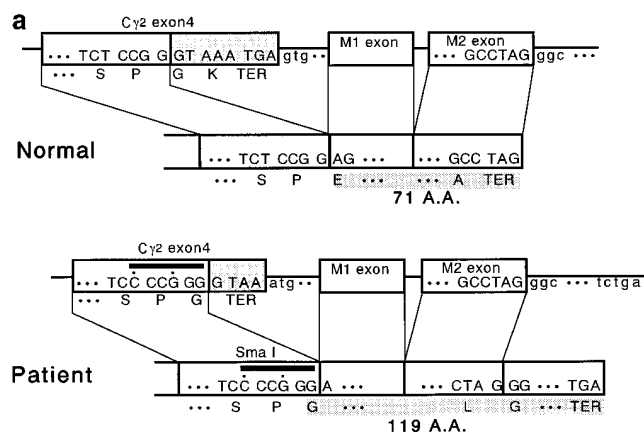 a
Cγ2 exon4
M1 exon
M2 exon
··· TCT CCG G GT AAA TGA gtg ·· ··· GCCTAG ggc ···
··· S P G K TER
Normal
··· TCT CCG G AG ··· ··· GCC TAG
··· S P E ··· ··· A TER
71 A.A.
Cγ2 exon4
M1 exon
M2 exon
··· TCC CCG GG G TAA atg ·· ··· GCCTAG ggc ··· tctga
··· S P G TER
Sma I
Patient
··· TCC CCG GG A ··· ··· CTA G GG ··· TGA
··· S P G ··· L G ··· TER
119 A.A.